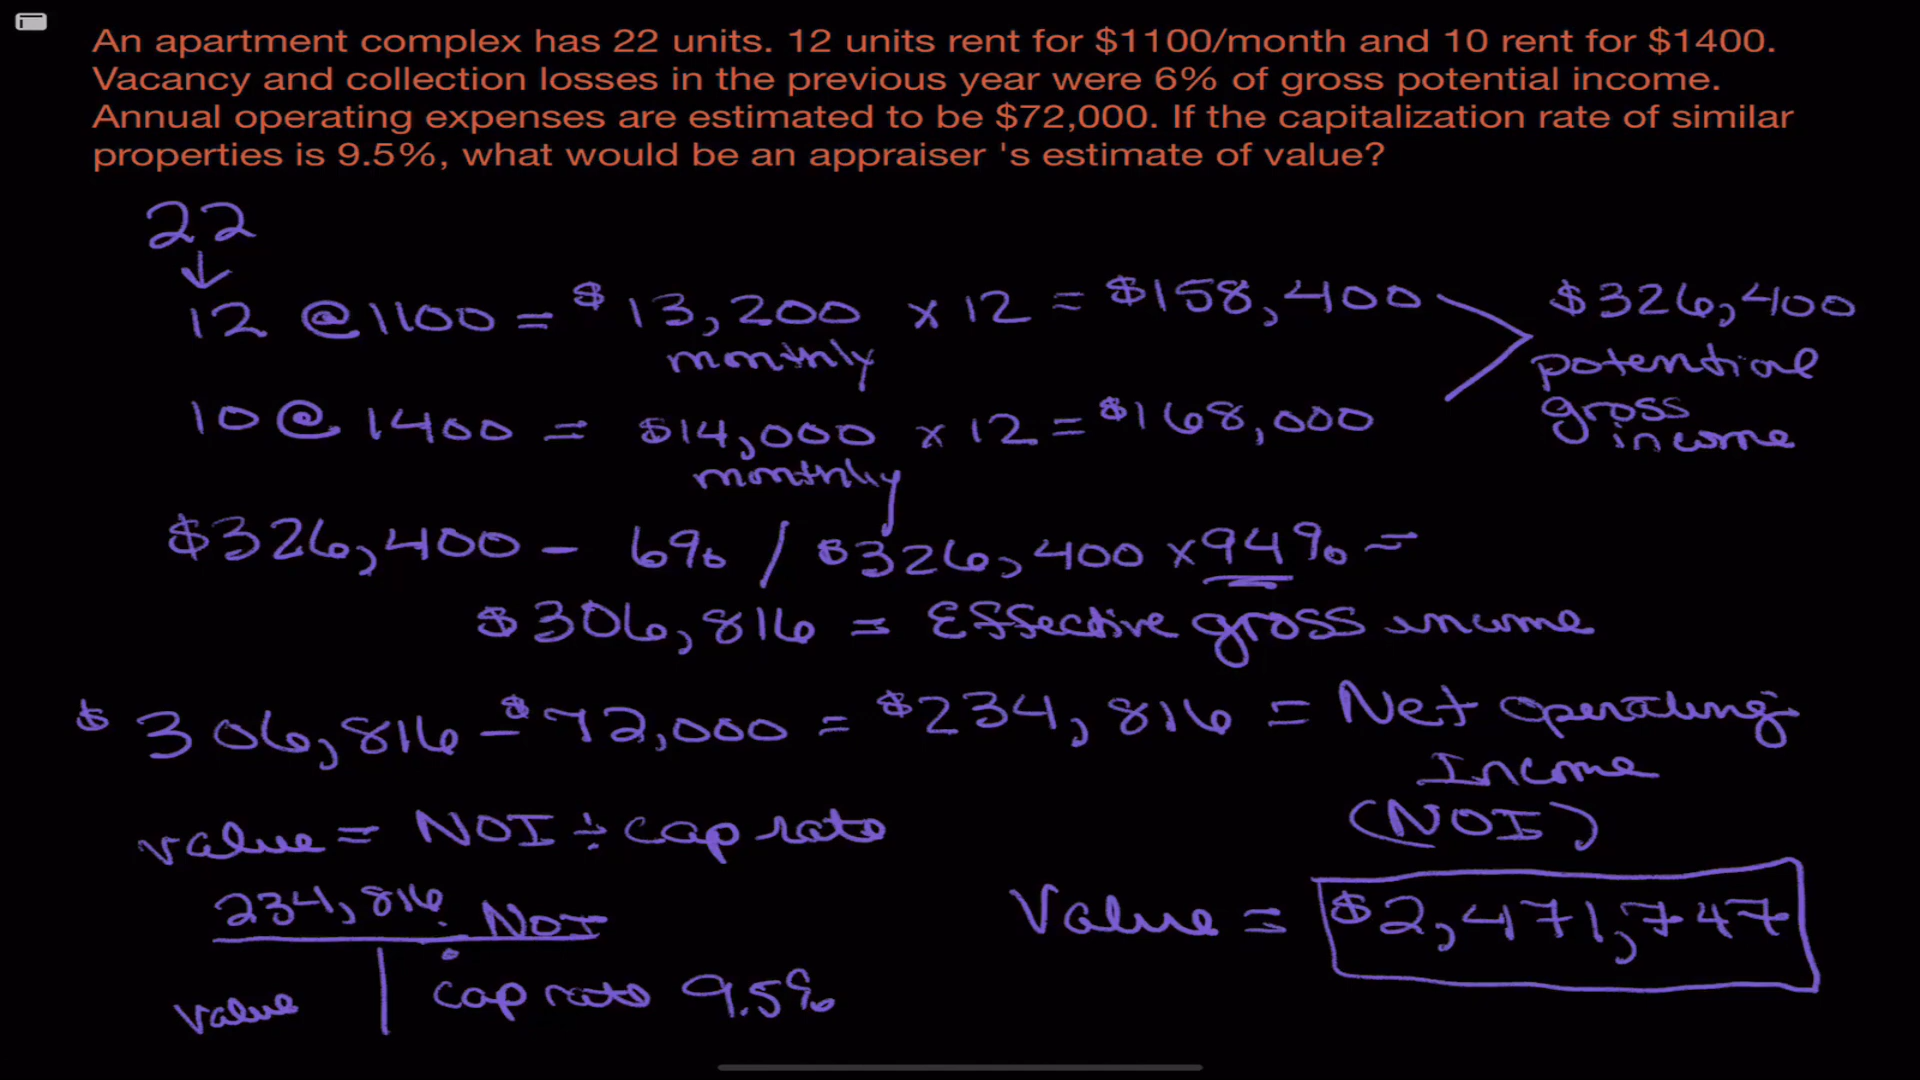 An apartment complex has 22 units. 12 units rent for $1100/month and 10 rent for $1400.
Vacancy and collection losses in the previous year were 6% of gross potential income.
Annual operating expenses are estimated to be $72,000. If the capitalization rate of similar
properties is 9.5%, what would be an appraiser 's estimate of value?
22
12 @ 1100 = $13,200 x 12 = $158,400
monthly
$326,400
potential
gross
income
10 @ 1400 = $14,000 x 12 = $168,000
monthly
$326,400 - 6% / $326,400 x 94% =
$306,816 = Effective gross income
$306,816 - $72,000 = $234,816 = Net operating
Income
(NOI)
value = NOI ÷ cap rate
234,816 NOI
value | cap rate 9.5%
Value = $2,471,747